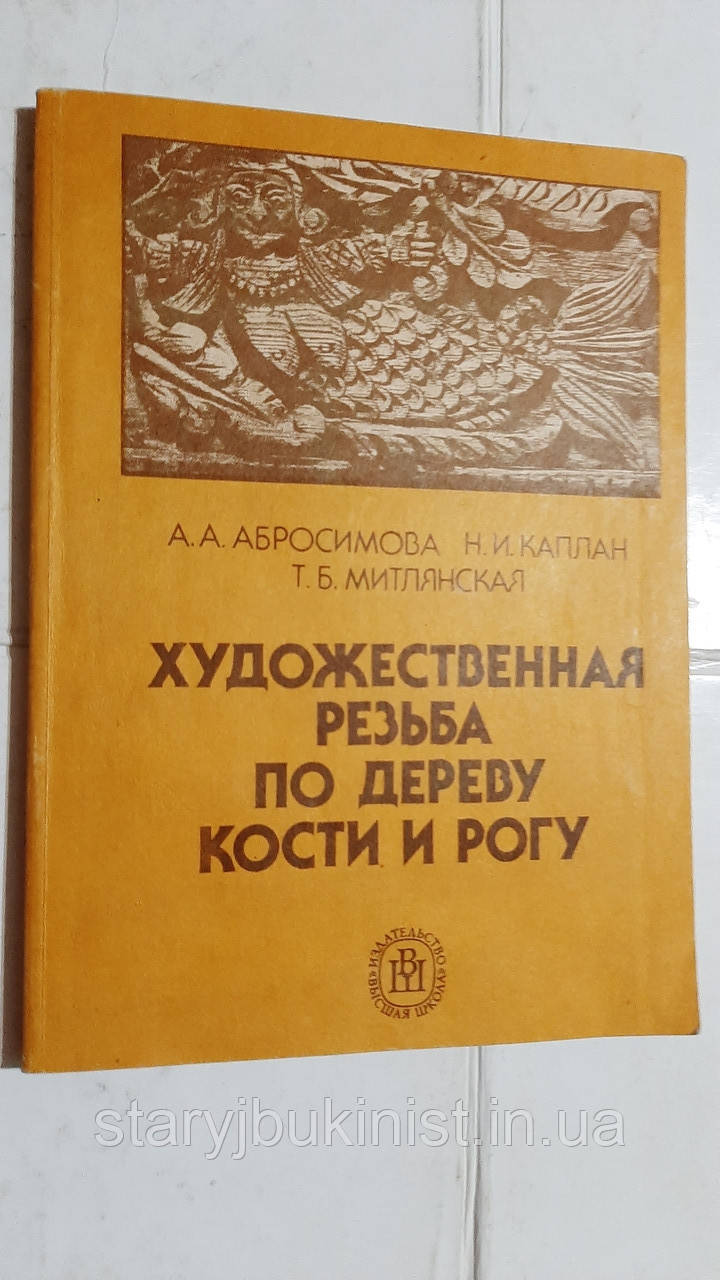 А. А. АБРОСИМОВА Н. И. КАПЛАН
Т. Б. МИТЛЯНСКАЯ
ХУДОЖЕСТВЕННАЯ
РЕЗЬБА
ПО ДЕРЕВУ
КОСТИ И РОГУ
ИЗДАТЕЛЬСТВО
"ВЫСШАЯ ШКОЛА"
ВШ
staryjbukinist.in.ua